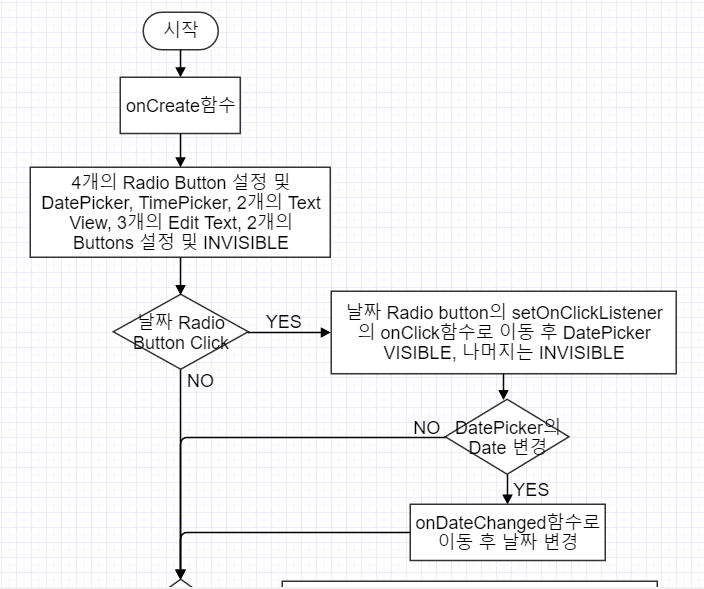 시작
onCreate함수
4개의 Radio Button 설정 및
DatePicker, TimePicker, 2개의 Text
View, 3개의 Edit Text, 2개의
Buttons 설정 및 INVISIBLE
날짜 Radio
Button Click
YES
날짜 Radio button의 setOnClickListener
의 onClick함수로 이동 후 DatePicker
VISIBLE, 나머지는 INVISIBLE
NO
NO
DatePicker의
Date 변경
YES
onDateChanged함수로
이동 후 날짜 변경